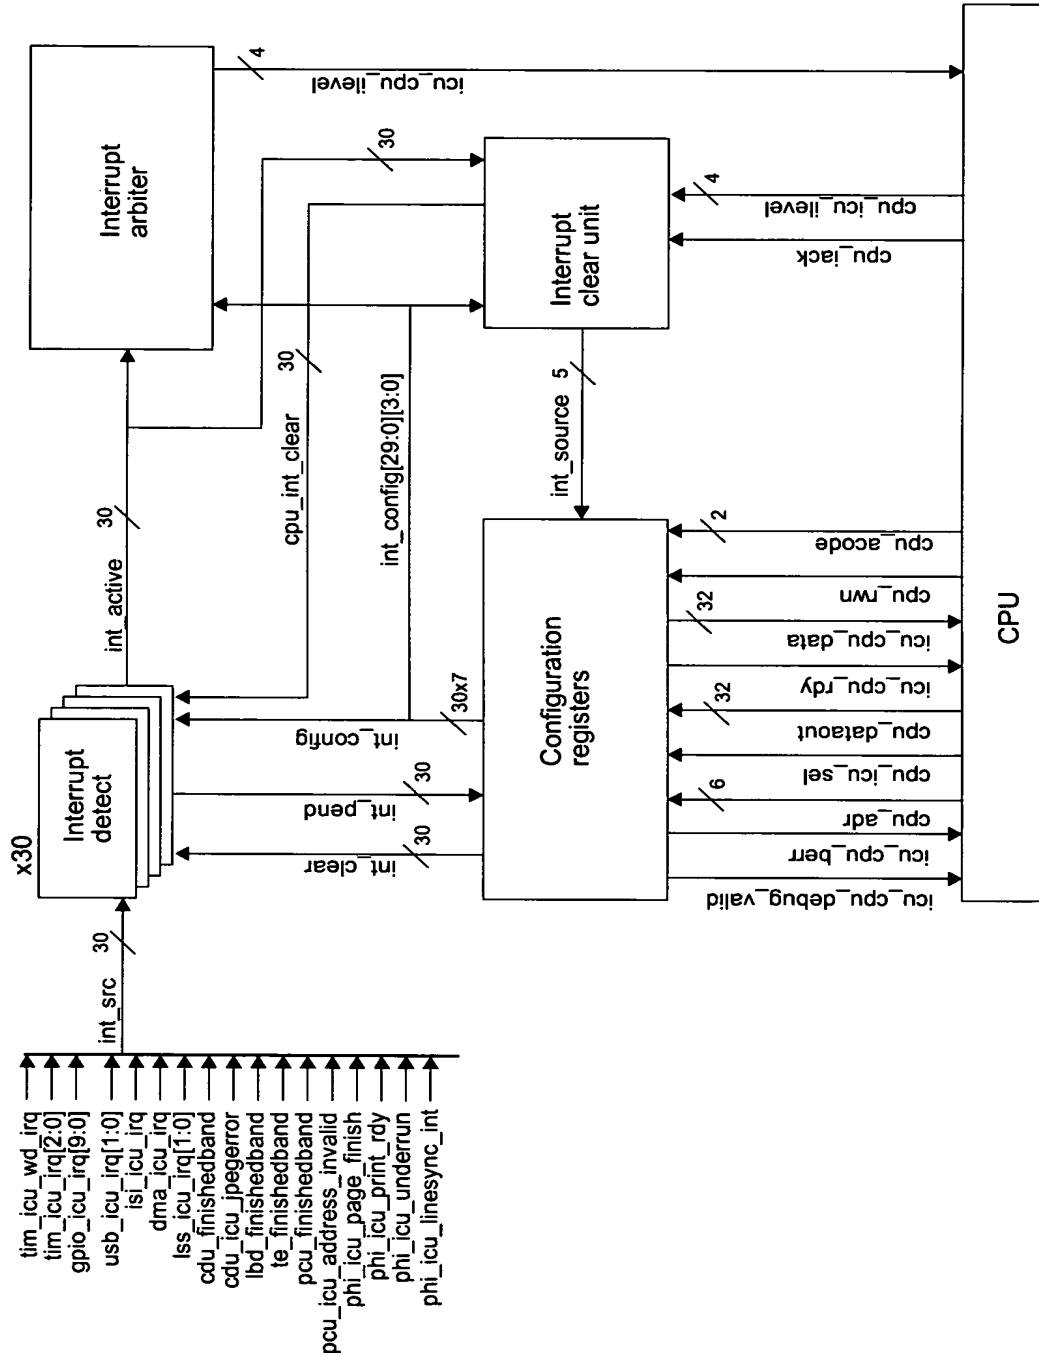 tim_icu_wd_irq
tim_icu_irq[2:0]
gpio_icu_irq[9:0]
usb_icu_irq[1:0]
isi_icu_irq
dma_icu_irq
lss_icu_irq[1:0]
cdu_finishedband
cdu_icu_jpegerror
lbd_finishedband
te_finishedband
pcu_finishedband
pcu_icu_address_invalid
phi_icu_page_finish
phi_icu_print_rdy
phi_icu_underrun
phi_icu_linesync_int
int_src
30
x30
Interrupt
detect
int_active
30
Interrupt
arbiter
4
icu_cpu_ilevel
30
30
cpu_int_clear
int_config[29:0][3:0]
int_clear
30
int_pend
30
int_config
30x7
Configuration
registers
int_source
5
Interrupt
clear unit
cpu_iack
cpu_icu_ilevel
4
icu_cpu_debug_valid
icu_cpu_berr
cpu_adr
6
cpu_icu_sel
cpu_dataout
32
icu_cpu_rdy
icu_cpu_data
32
cpu_rwn
cpu_acode
2
CPU